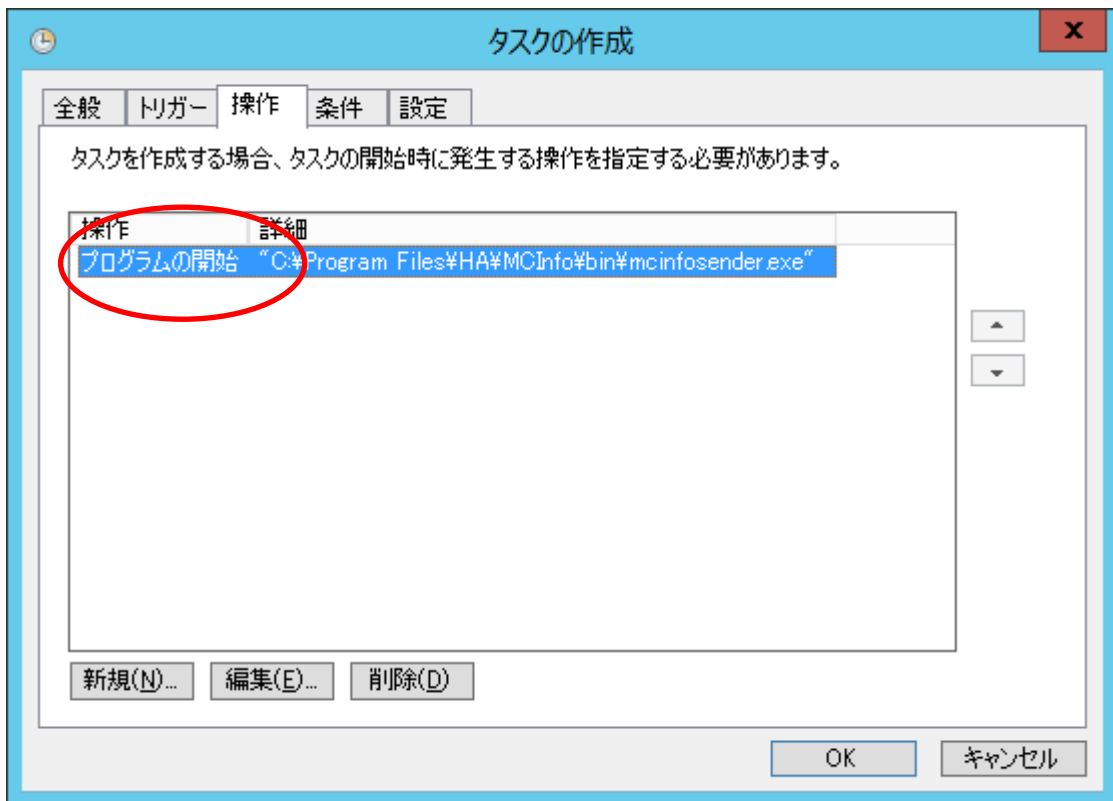 タスクの作成
x
全般 トリガー 操作 条件 設定
タスクを作成する場合、タスクの開始時に発生する操作を指定する必要があります。
操作 詳細
プログラムの開始 "C:¥Program Files¥HA¥MCInfo¥bin¥mcinfosender.exe"
新規(N)... 編集(E)... 削除(D)
OK キャンセル